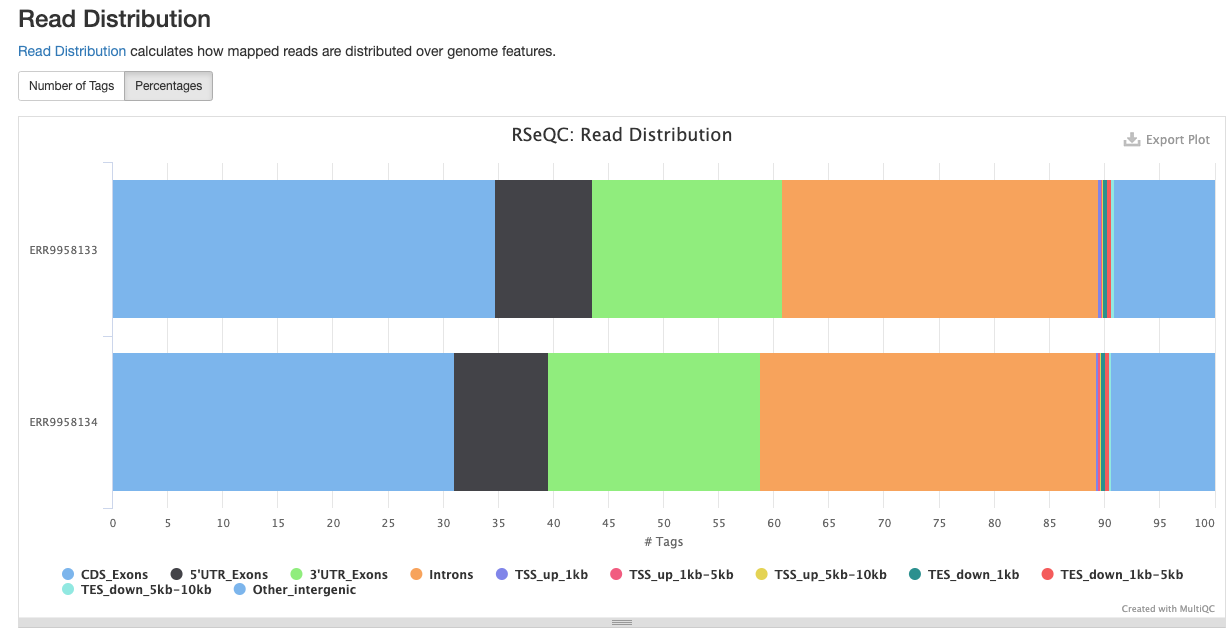 Read Distribution
Read Distribution calculates how mapped reads are distributed over genome features.
Number of Tags Percentages
RSeQC: Read Distribution
Export Plot
ERR9958133
ERR9958134
0 5 10 15 20 25 30 35 40 45 50 55 60 65 70 75 80 85 90 95 100
# Tags
CDS_Exons 5'UTR_Exons 3'UTR_Exons Introns TSS_up_1kb TSS_up_1kb-5kb TSS_up_5kb-10kb TES_down_1kb TES_down_1kb-5kb
TES_down_5kb-10kb Other_intergenic
Created with MultiQC